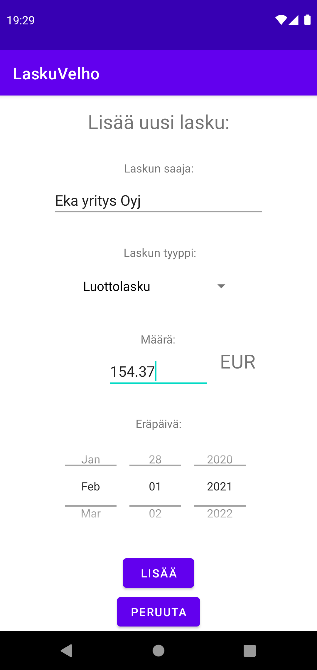 19:29
LaskuVelho
Lisää uusi lasku:
Laskun saaja:
Eka yritys Oyj
Laskun tyyppi:
Luottolasku
Määrä:
154.37 EUR
Eräpäivä:
Jan 28 2020
Feb 01 2021
Mar 02 2022
LISÄÄ
PERUUTA